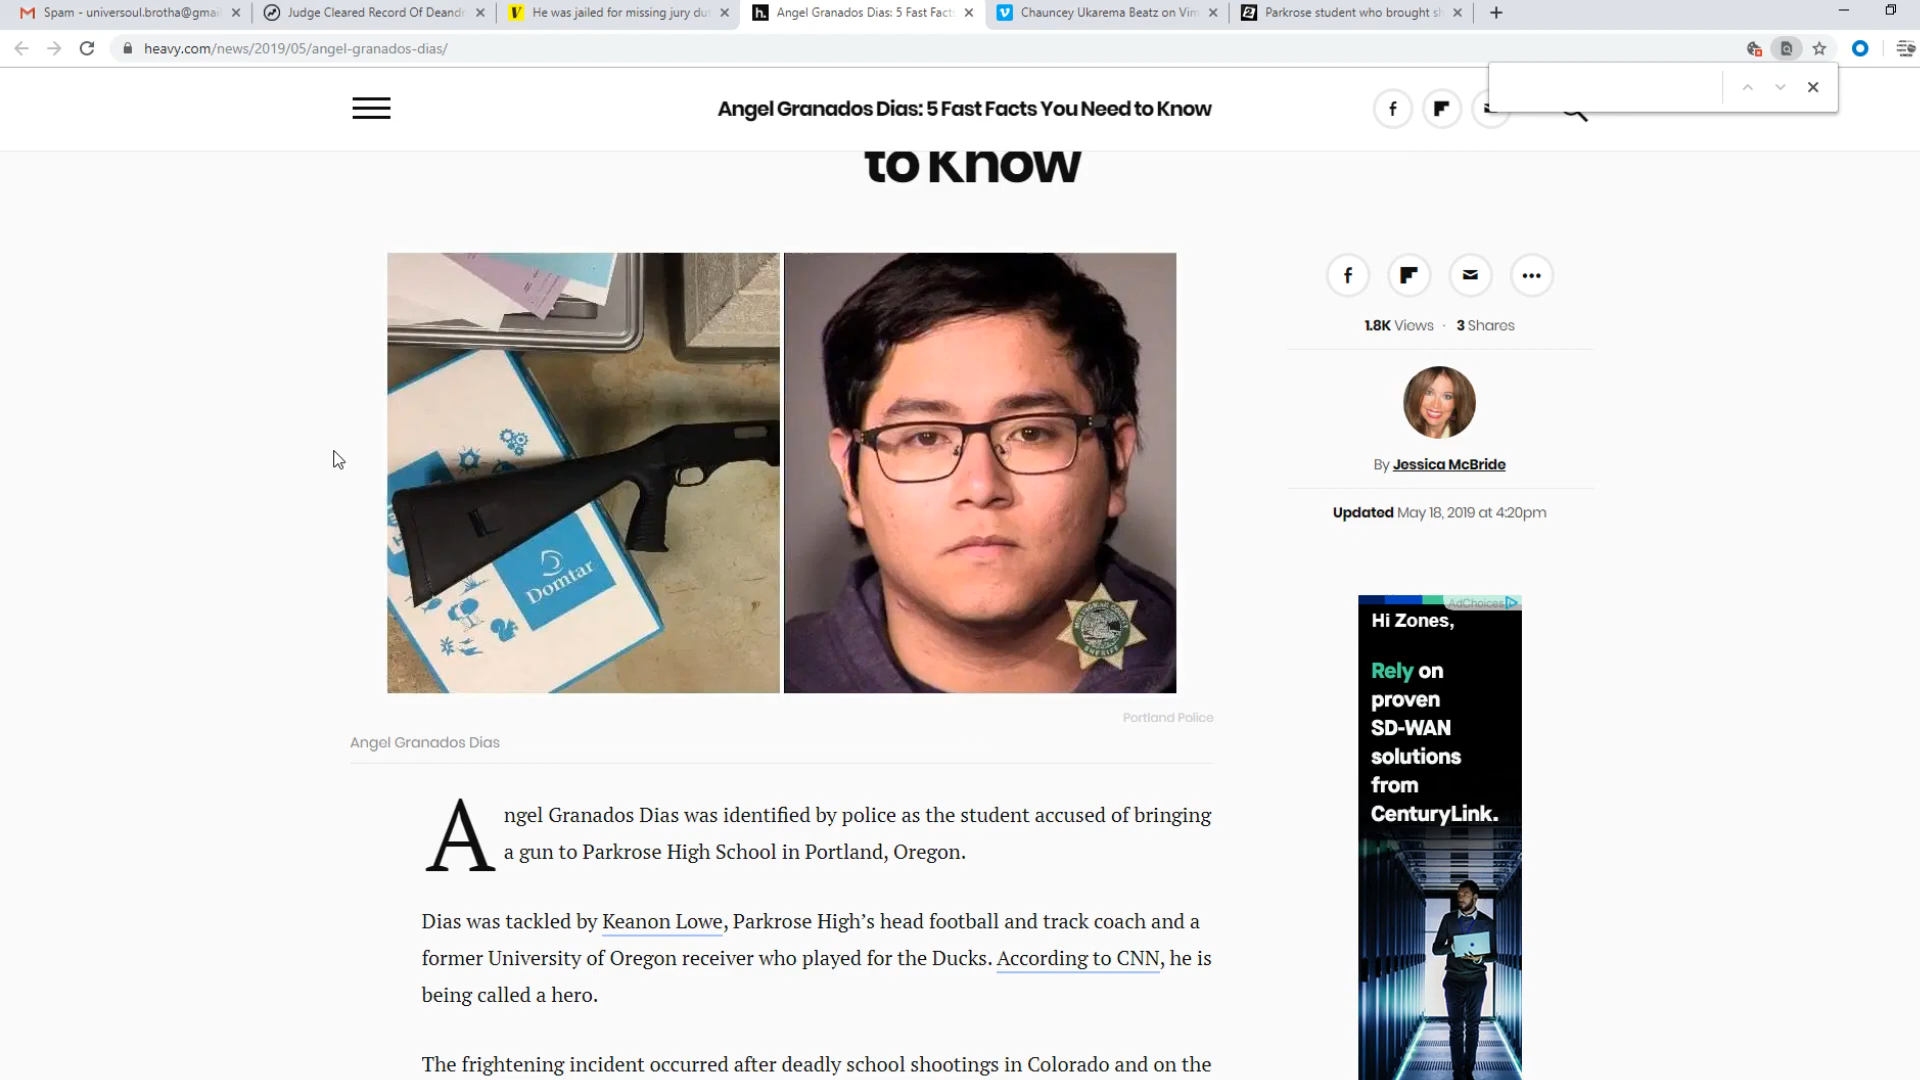 Spam - universoul.brotha@gmai
Judge Cleared Record Of Deandr
He was jailed for missing jury dut
Angel Granados Dias: 5 Fast Fact
Chauncey Ukarema Beatz on Vim
Parkrose student who brought sh
heavy.com/news/2019/05/angel-granados-dias/
Angel Granados Dias: 5 Fast Facts You Need to Know
to Know
Domtar
SHERIFF
1.8K Views · 3 Shares
By Jessica McBride
Updated May 18, 2019 at 4:20pm
Portland Police
Angel Granados Dias
Angel Granados Dias was identified by police as the student accused of bringing
a gun to Parkrose High School in Portland, Oregon.
Dias was tackled by Keanon Lowe, Parkrose High’s head football and track coach and a
former University of Oregon receiver who played for the Ducks. According to CNN, he is
being called a hero.
The frightening incident occurred after deadly school shootings in Colorado and on the
AdChoices
Hi Zones,
Rely on
proven
SD-WAN
solutions
from
CenturyLink.